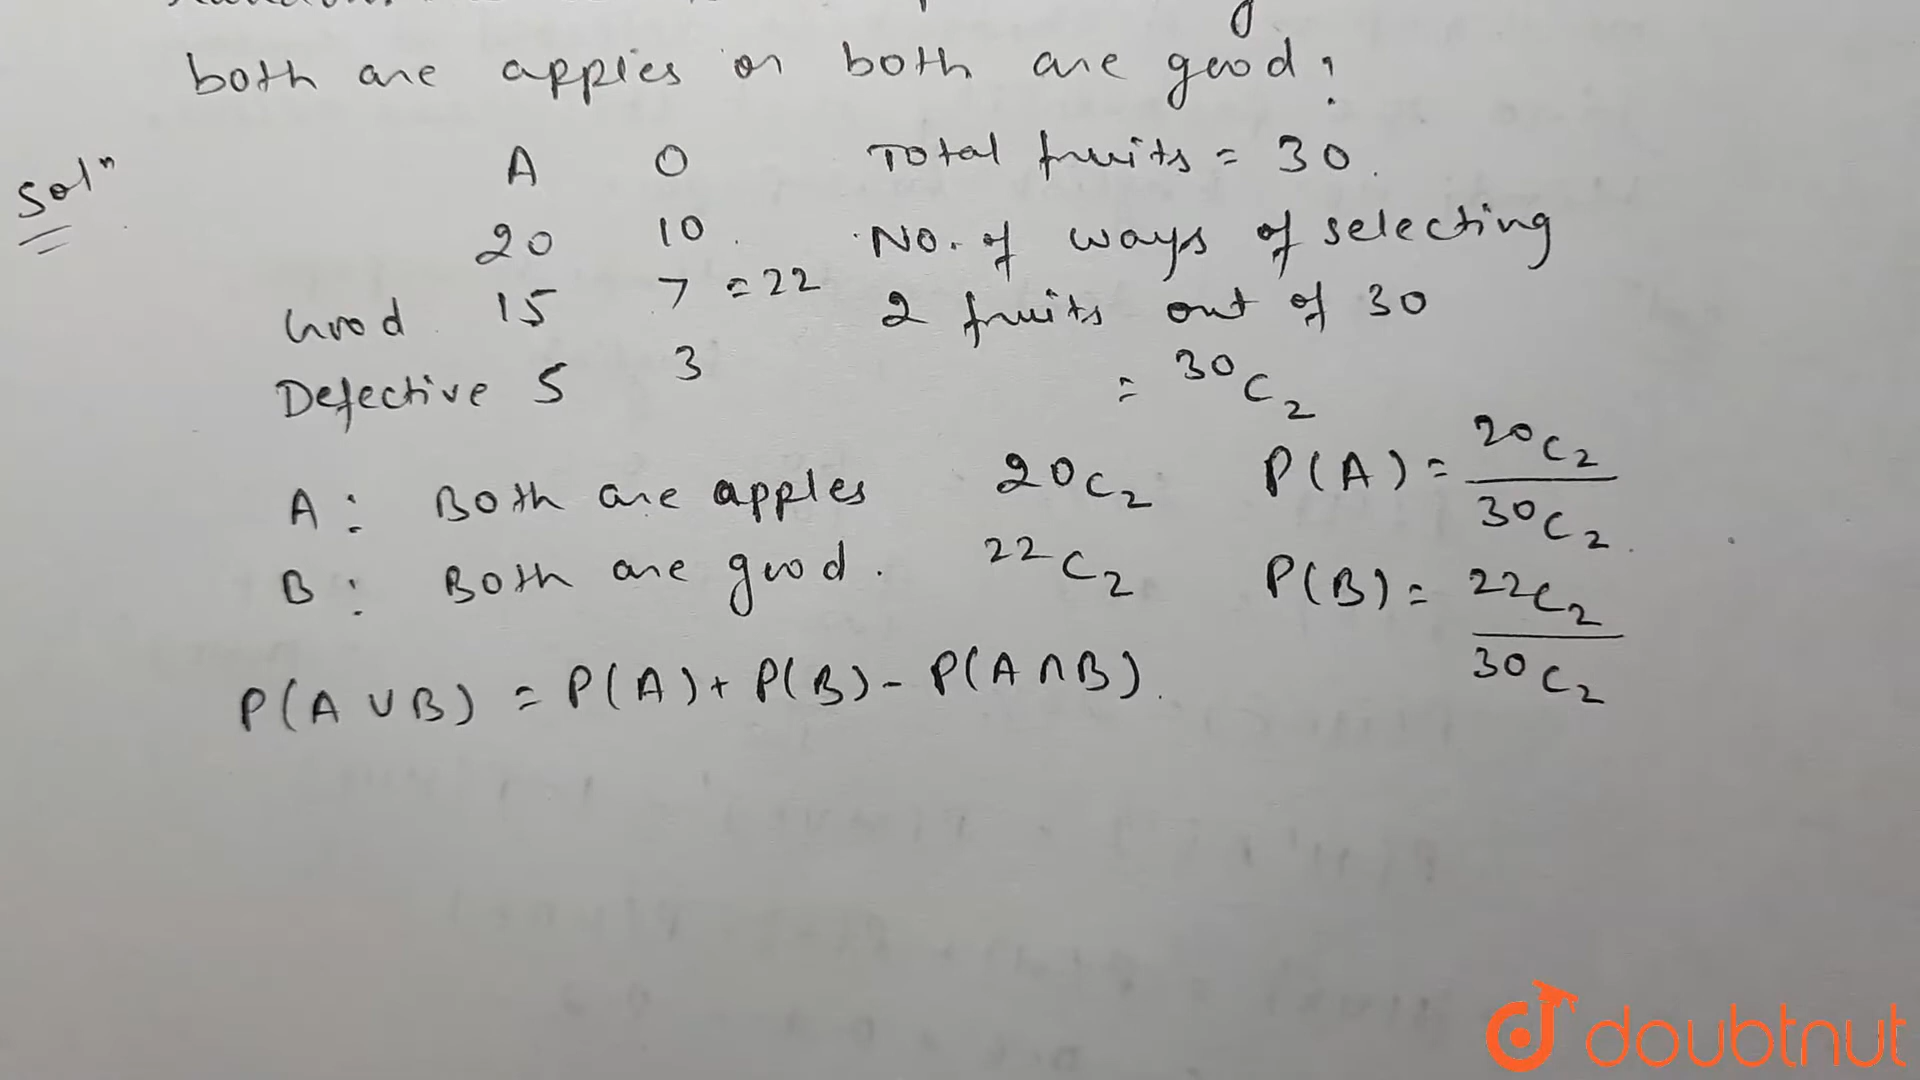 both are apples or both are good?
Solⁿ
A O Total fruits = 30.
20 10. No. of ways of selecting
Good 15 7 = 22 2 fruits out of 30
Defective 5 3 = ³⁰C₂
A: Both are apples 20C₂ P(A) = 20C₂ / 30C₂.
B: Both are good. ²²C₂ P(B) = 22C₂ / 30C₂
P(A ∪ B) = P(A) + P(B) - P(A ∩ B).
doubtnut